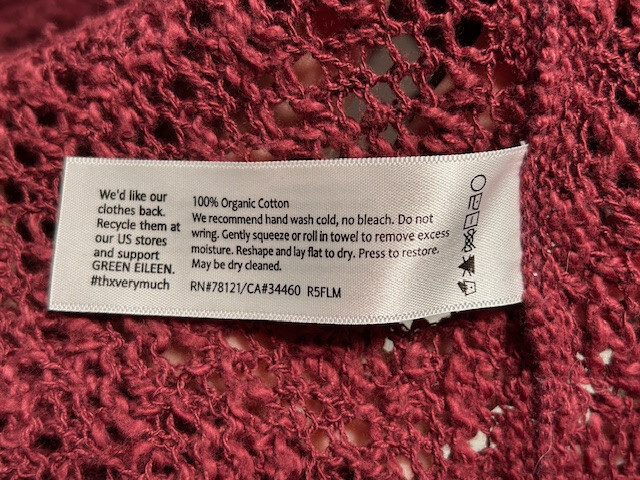 We'd like our
clothes back.
Recycle them at
our US stores
and support
GREEN EILEEN.
#thxverymuch
100% Organic Cotton
We recommend hand wash cold, no bleach. Do not
wring. Gently squeeze or roll in towel to remove excess
moisture. Reshape and lay flat to dry. Press to restore.
May be dry cleaned.
RN#78121/CA#34460 R5FLM